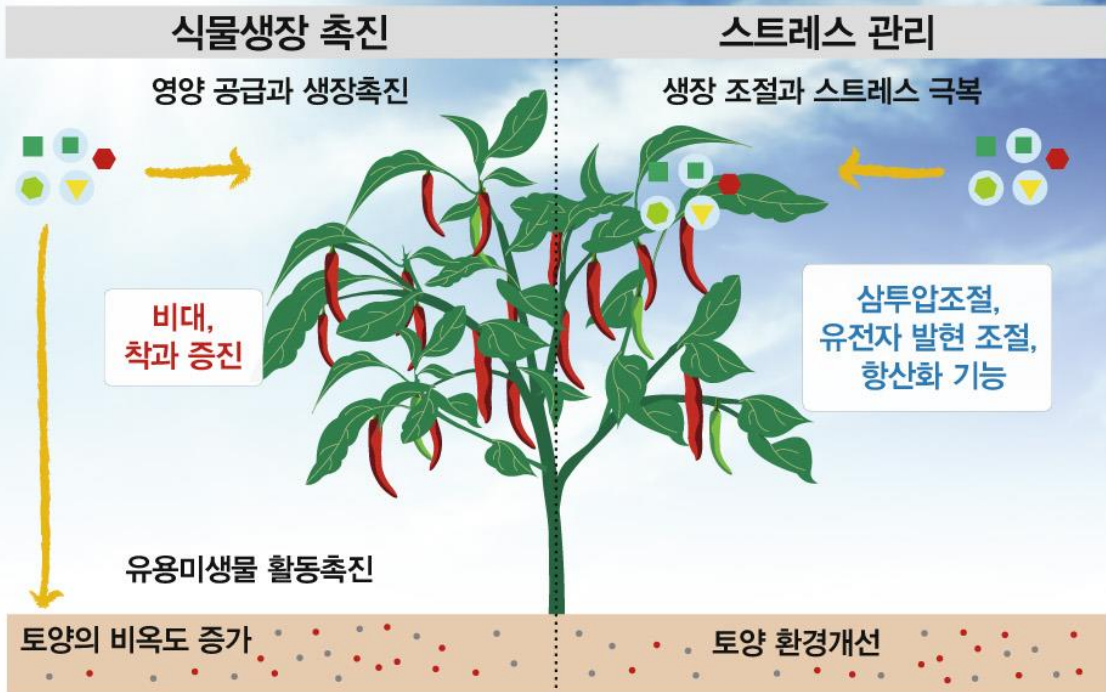 식물생장 촉진
스트레스 관리
영양 공급과 생장촉진
생장 조절과 스트레스 극복
비대,
착과 증진
삼투압조절,
유전자 발현 조절,
항산화 기능
유용미생물 활동촉진
토양의 비옥도 증가
토양 환경개선